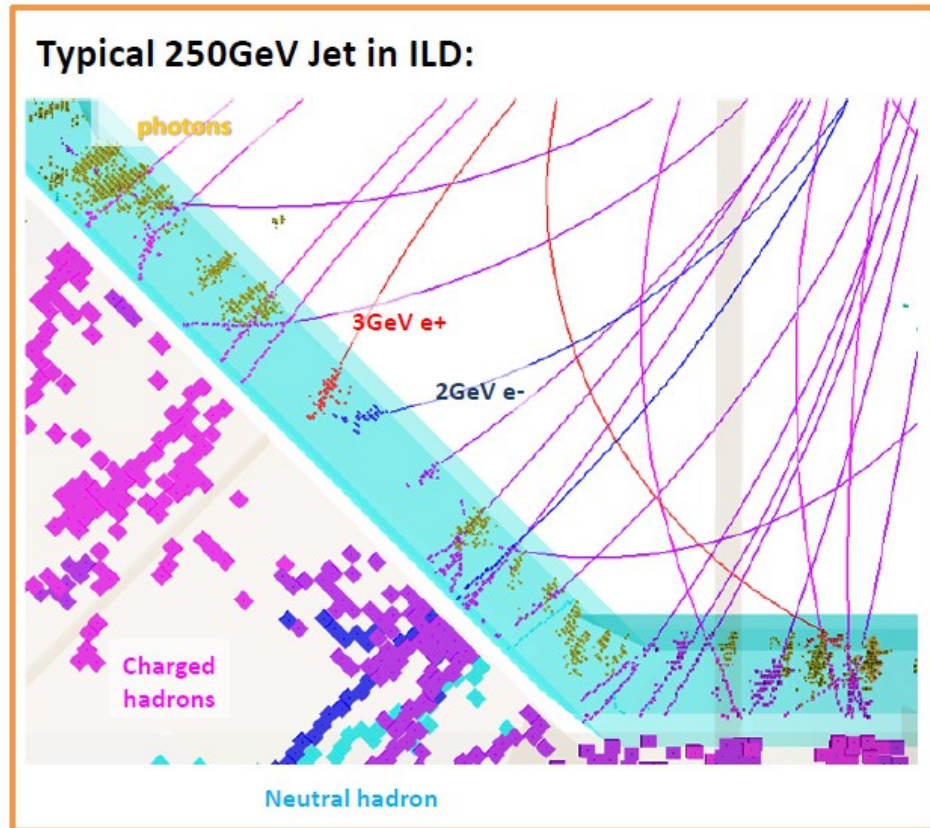 Typical 250GeV Jet in ILD:
photons
3GeV e+
2GeV e-
Charged
hadrons
Neutral hadron